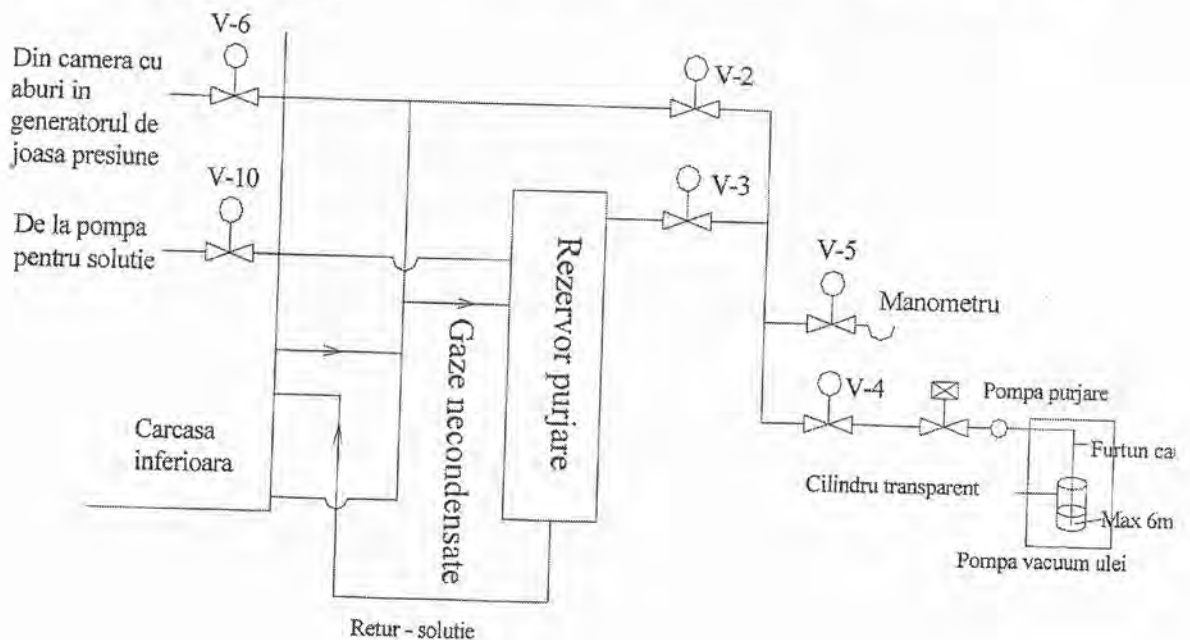 V-6
Din camera cu
aburi in
generatorul de
joasa presiune
V-2
V-10
V-3
De la pompa
pentru solutie
Rezervor purjare
V-5
Manometru
Gaze necondensate
V-4
Pompa purjare
Carcasa
inferioara
Furtun ca
Cilindru transparent
Max 6m
Pompa vacuum ulei
Retur - solutie